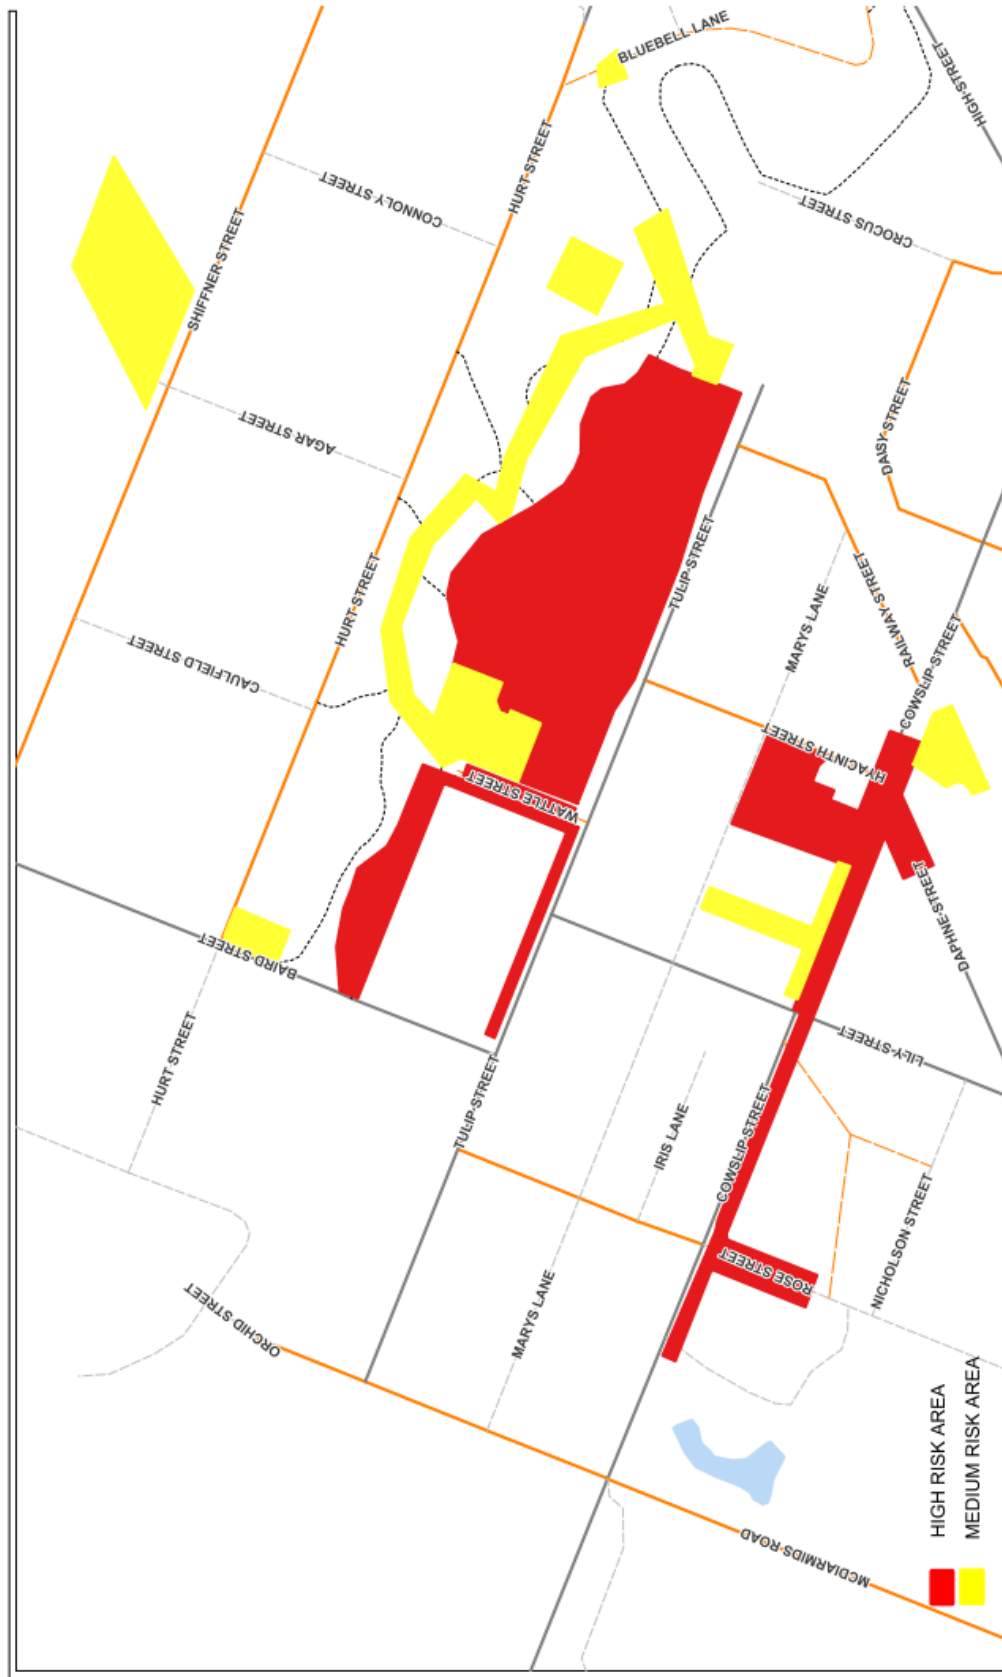 BLUEBELL LANE
HIGH STREET
HURT STREET
CONNOLY STREET
SHIFFNER STREET
CROCUS STREET
AGAR STREET
DAISY STREET
TULIP STREET
HURT STREET
MARYS LANE
RAILWAY STREET
CAULFIELD STREET
COWSLIP STREET
HYACINTH STREET
WATTLE STREET
DAPHNE STREET
BAIRD STREET
LILY STREET
HURT STREET
TULIP STREET
IRIS LANE
COWSLIP STREET
NICHOLSON STREET
ROSE STREET
ORCHID STREET
MARYS LANE
MCDIARMIDS ROAD
HIGH RISK AREA
MEDIUM RISK AREA